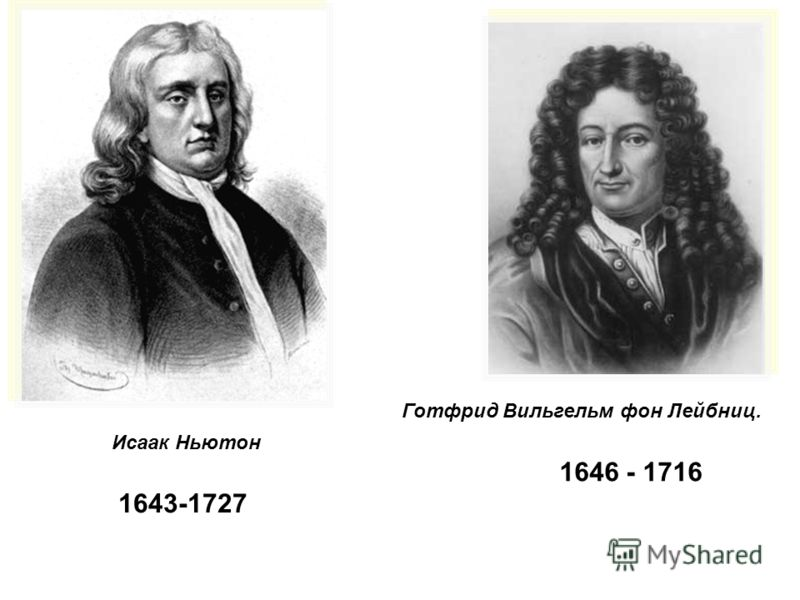 Исаак Ньютон
1643-1727
Готфрид Вильгельм фон Лейбниц.
1646 - 1716
MyShared